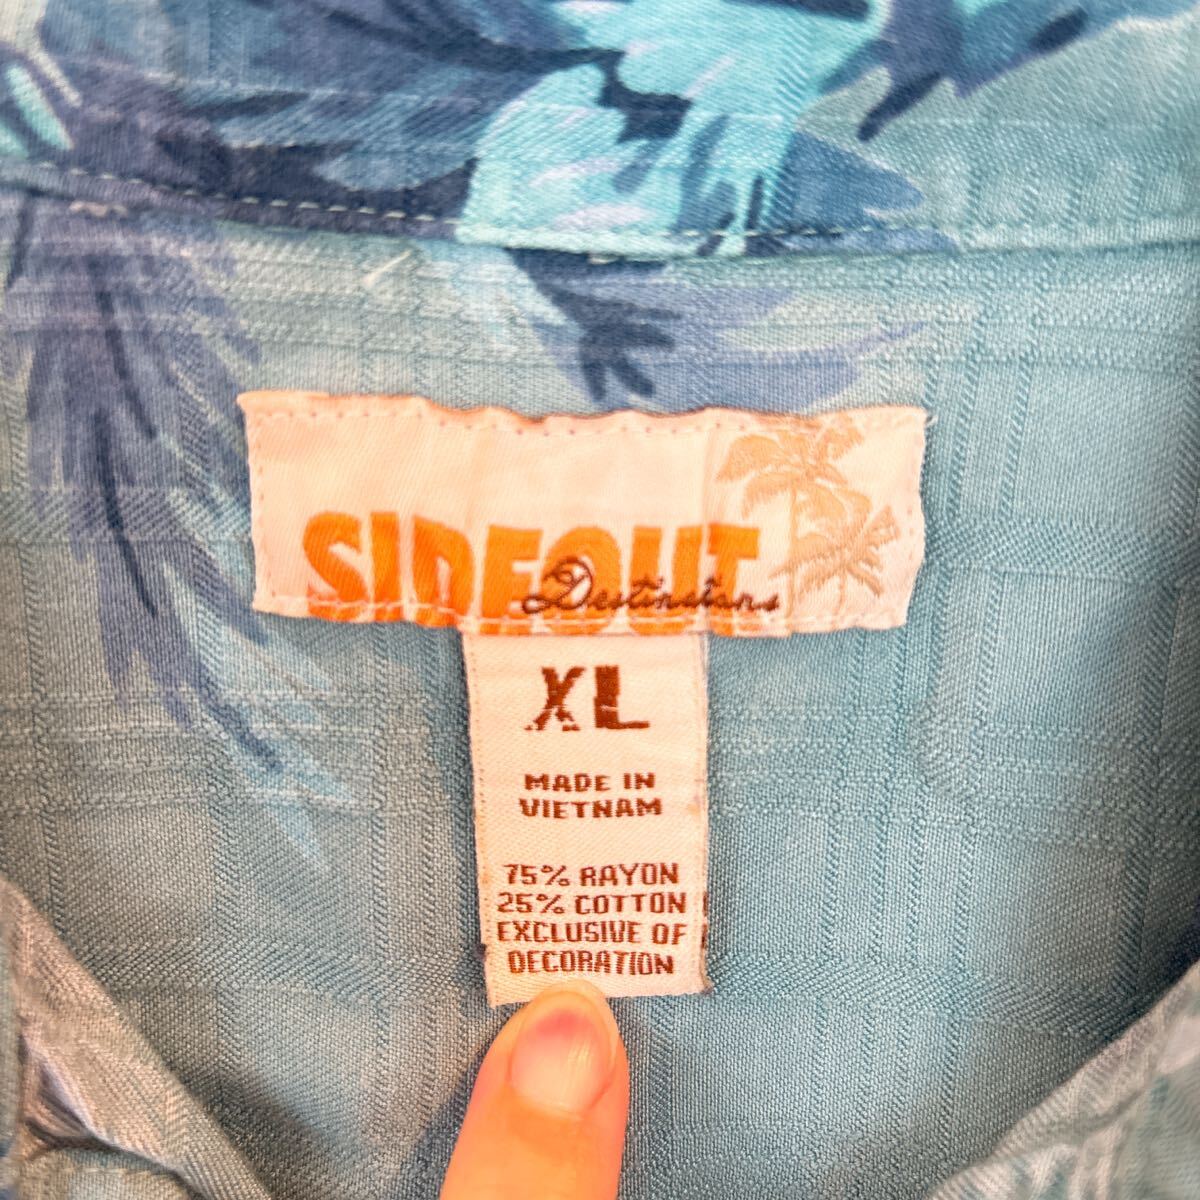 SIDEOUT
Destinations
XL
MADE IN
VIETNAM
75% RAYON
25% COTTON
EXCLUSIVE OF
DECORATION